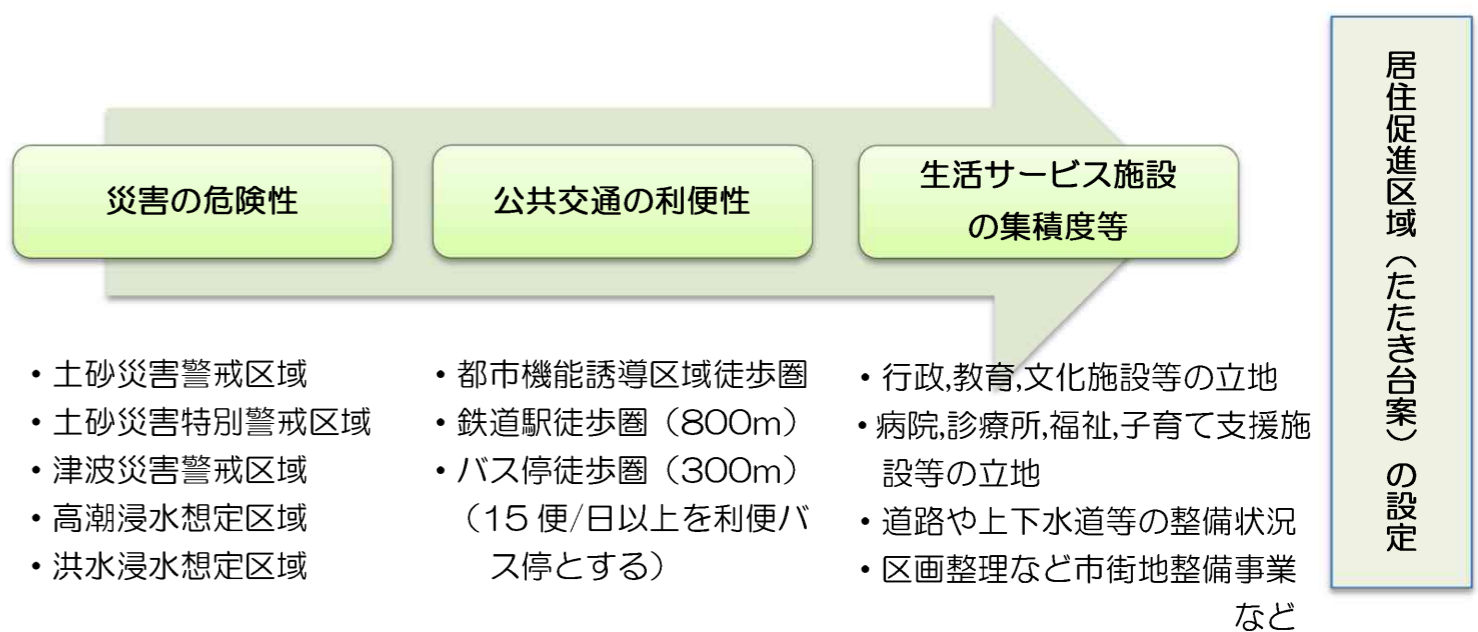 災害の危険性
公共交通の利便性
生活サービス施設
の集積度等
・土砂災害警戒区域
・土砂災害特別警戒区域
・津波災害警戒区域
・高潮浸水想定区域
・洪水浸水想定区域
・都市機能誘導区域徒歩圏
・鉄道駅徒歩圏（800m）
・バス停徒歩圏（300m）
（15便/日以上を利便バ
ス停とする）
・行政,教育,文化施設等の立地
・病院,診療所,福祉,子育て支援施
設等の立地
・道路や上下水道等の整備状況
・区画整理など市街地整備事業
など
居住促進区域（たたき台案）の設定